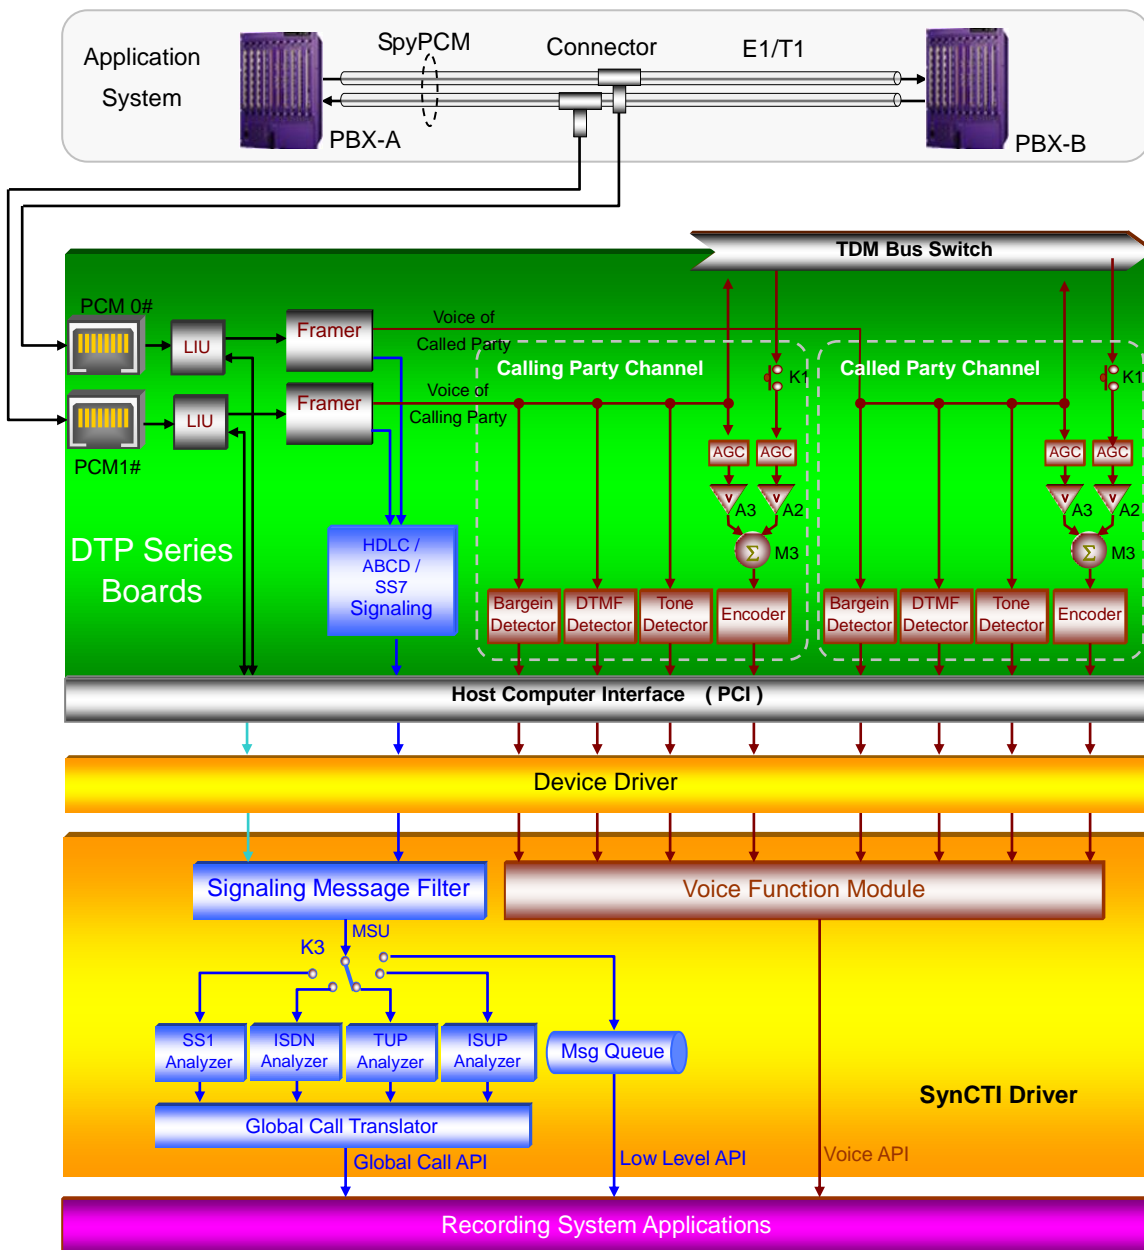 Application
System
SpyPCM
Connector
E1/T1
PBX-A
PBX-B
TDM Bus Switch
PCM 0#
LIU
Framer
Voice of
Called Party
PCM1#
LIU
Framer
Voice of
Calling Party
Calling Party Channel
K1
AGC
AGC
V
V
A3
A2
Σ
M3
Called Party Channel
K1
AGC
AGC
V
V
A3
A2
Σ
M3
DTP Series
Boards
HDLC /
ABCD /
SS7
Signaling
Bargein
Detector
DTMF
Detector
Tone
Detector
Encoder
Bargein
Detector
DTMF
Detector
Tone
Detector
Encoder
Host Computer Interface ( PCI )
Device Driver
Signaling Message Filter
Voice Function Module
MSU
K3
SS1
Analyzer
ISDN
Analyzer
TUP
Analyzer
ISUP
Analyzer
Msg Queue
Global Call Translator
SynCTI Driver
Global Call API
Low Level API
Voice API
Recording System Applications